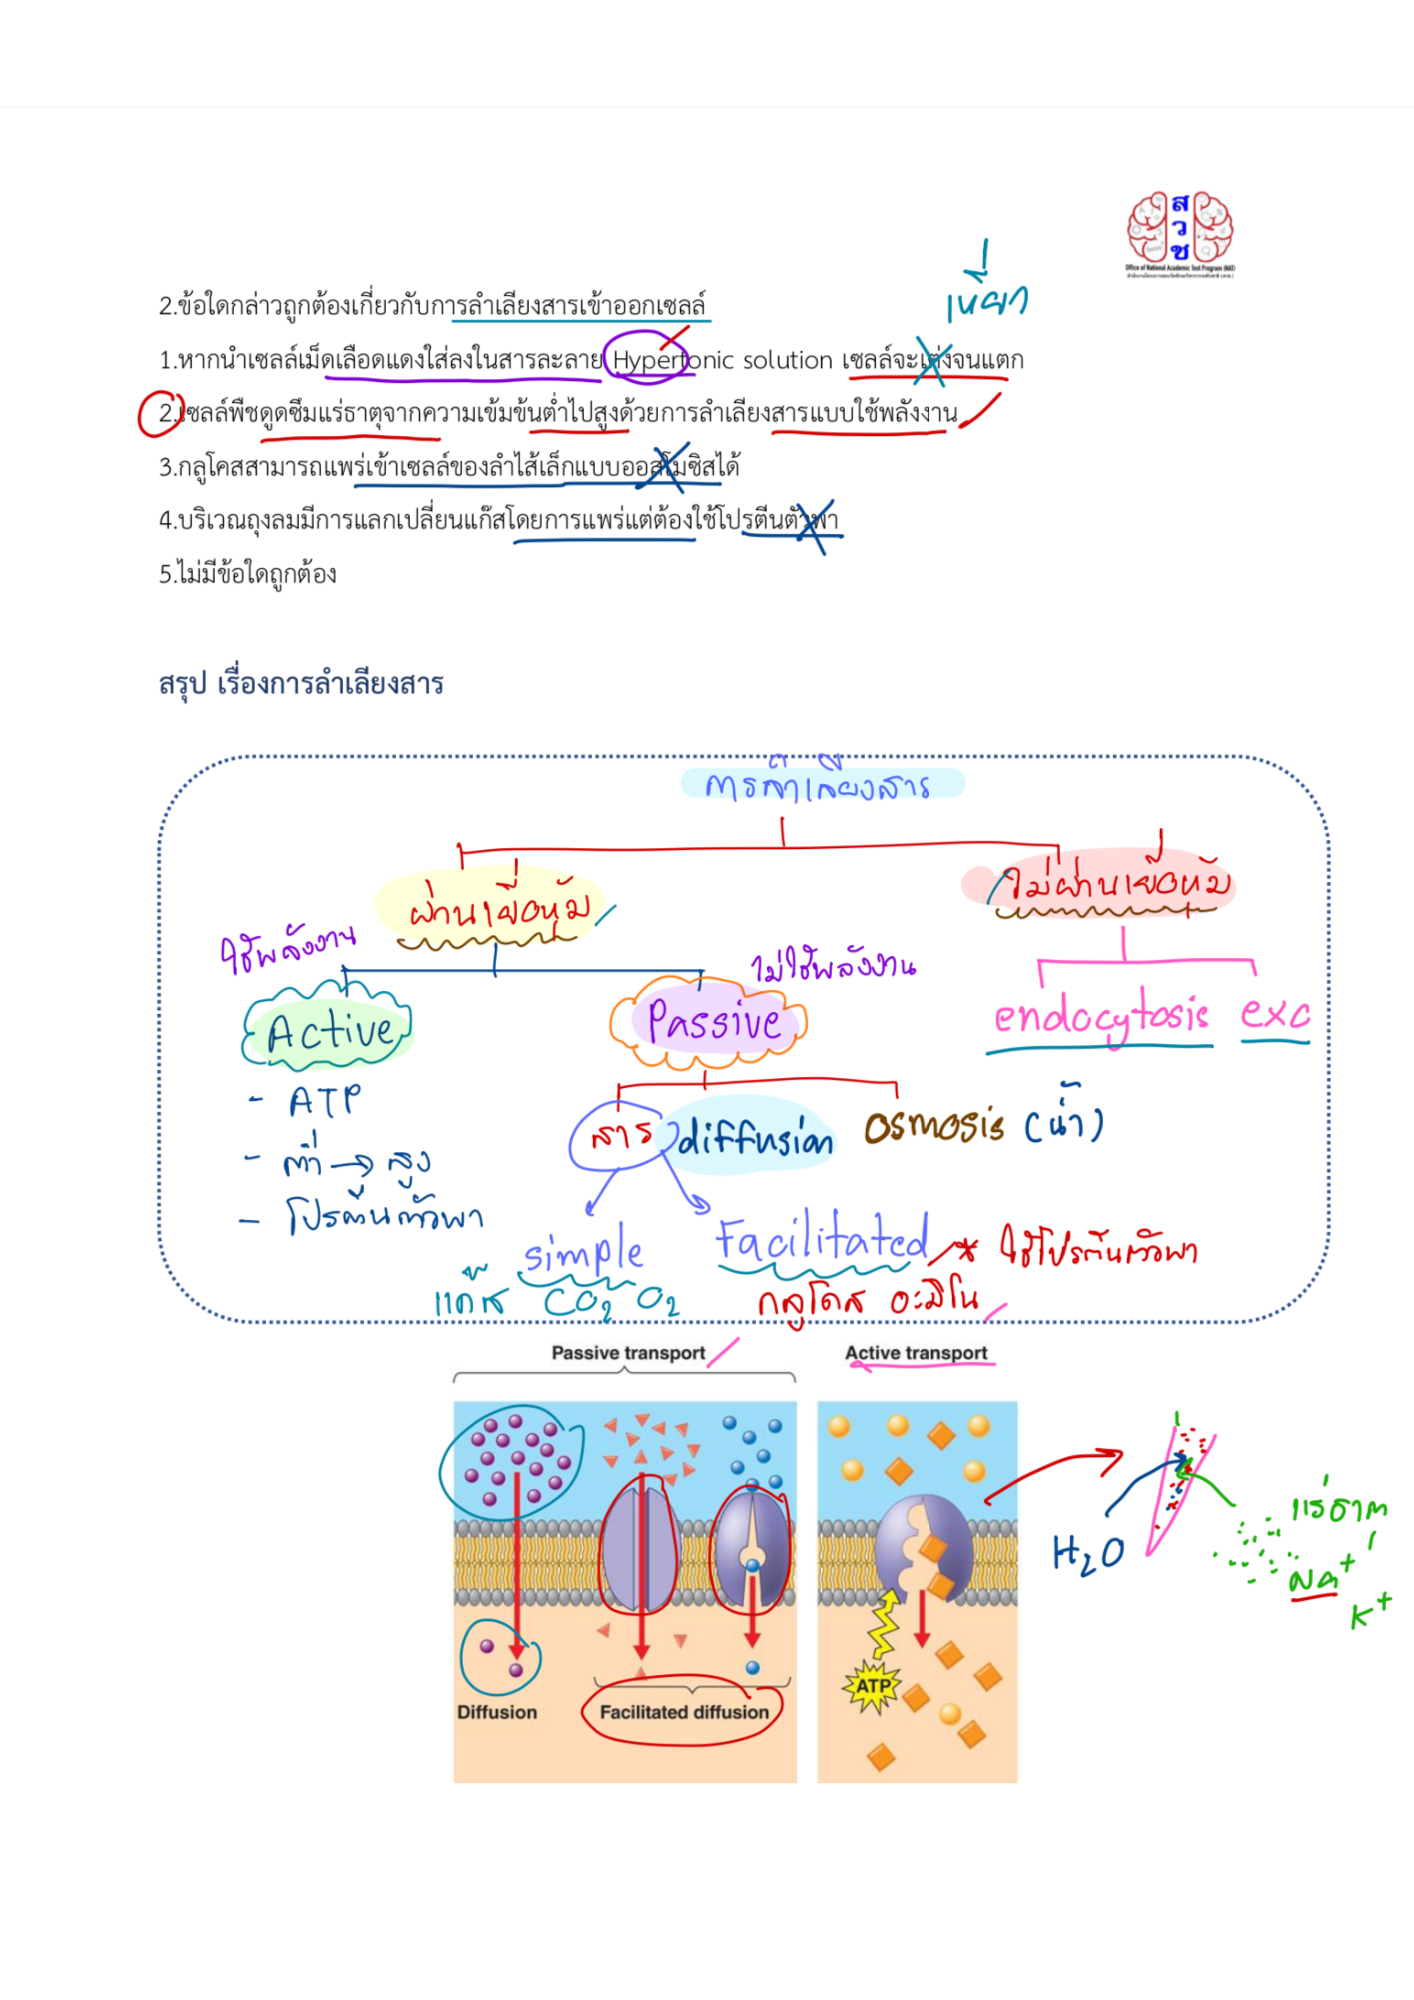 สวช
Office of National Academic Test Program (NAT)
เหี่ยว
2.ข้อใดกล่าวถูกต้องเกี่ยวกับการลำเลียงสารเข้าออกเซลล์
1.หากนำเซลล์เม็ดเลือดแดงใส่ลงในสารละลาย Hypertonic solution เซลล์จะเต่งจนแตก
2.เซลล์พืชดูดซึมแร่ธาตุจากความเข้มข้นต่ำไปสูงด้วยการลำเลียงสารแบบใช้พลังงาน
3.กลูโคสสามารถแพร่เข้าเซลล์ของลำไส้เล็กแบบออสโมซิสได้
4.บริเวณถุงลมมีการแลกเปลี่ยนแก๊สโดยการแพร่แต่ต้องใช้โปรตีนตัวพา
5.ไม่มีข้อใดถูกต้อง
สรุป เรื่องการลำเลียงสาร
การลำเลียงสาร
ผ่านเยื่อหุ้ม ไม่ผ่านเยื่อหุ้ม
ใช้พลังงาน ไม่ใช้พลังงาน
Active Passive endocytosis exc
- ATP
สาร diffusion osmosis (น้ำ)
- ต่ำ → สูง
- โปรตีนตัวพา
simple Facilitated * ใช้โปรตีนตัวพา
แก๊ส CO2 O2 กลูโคส อะมิโน
Passive transport Active transport
แร่ธาตุ
H2O
Na+
K+
ATP
Diffusion Facilitated diffusion